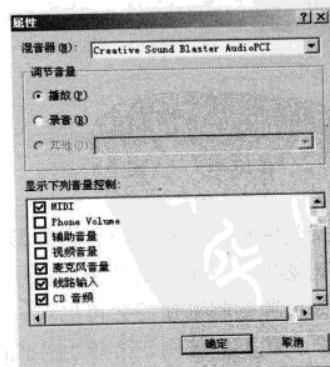 属性
混音器(M): Creative Sound Blaster AudioPCI
调节音量
播放(P)
录音(R)
其他(O):
显示下列音量控制:
MIDI
Phone Volume
辅助音量
视频音量
麦克风音量
线路输入
CD 音频
确定 取消